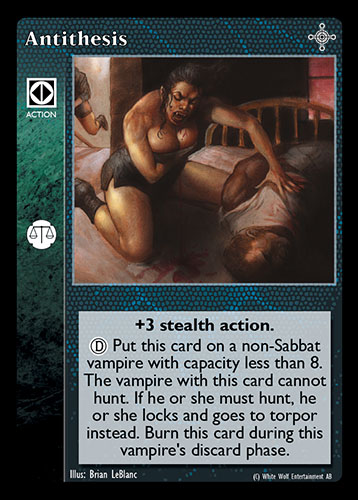 Antithesis
ACTION
+3 stealth action.
Ⓓ Put this card on a non-Sabbat
vampire with capacity less than 8.
The vampire with this card cannot
hunt. If he or she must hunt, he
or she locks and goes to torpor
instead. Burn this card during this
vampire's discard phase.
Illus: Brian LeBlanc
(C) White Wolf Entertainment AB